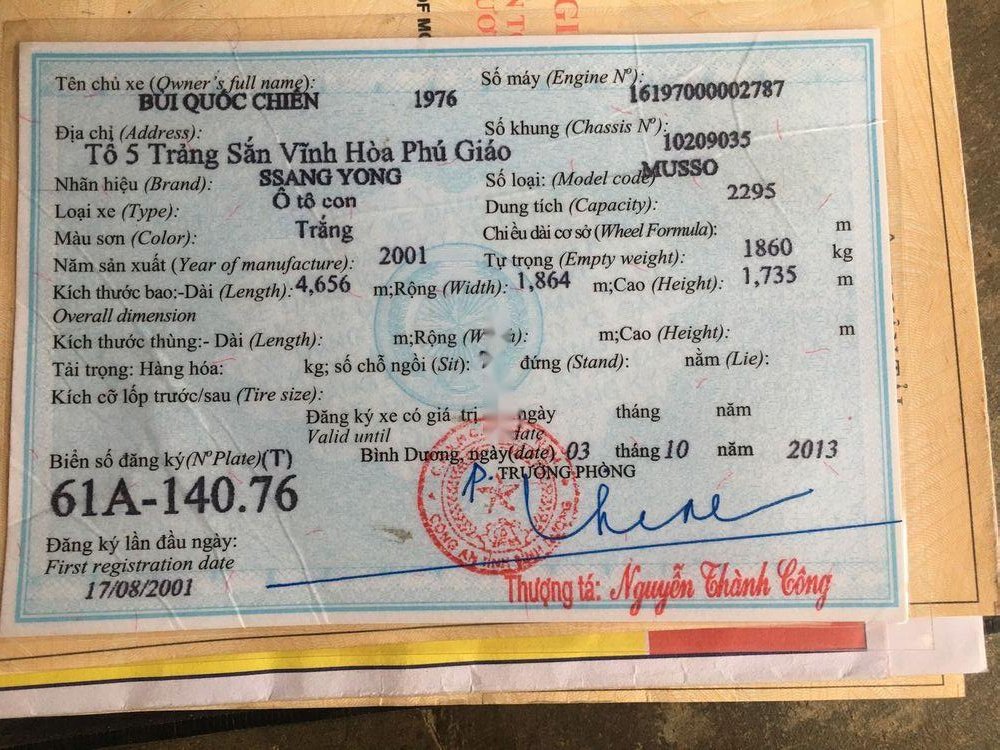 Tên chủ xe (Owner's full name): BÙI QUỐC CHIẾN 1976
Số máy (Engine Nº): 16197000002787
Địa chỉ (Address): Tổ 5 Trảng Sắn Vĩnh Hòa Phú Giáo
Số khung (Chassis Nº): 10209035
Nhãn hiệu (Brand): SSANG YONG
Số loại: (Model code) MUSSO
Loại xe (Type): Ô tô con
Dung tích (Capacity): 2295
Màu sơn (Color): Trắng
Chiều dài cơ sở (Wheel Formula): m
Năm sản xuất (Year of manufacture): 2001
Tự trọng (Empty weight): 1860 kg
Kích thước bao:-Dài (Length): 4,656 m;Rộng (Width): 1,864 m;Cao (Height): 1,735 m
Overall dimension
Kích thước thùng:- Dài (Length): m;Rộng m;Cao (Height): m
Tải trọng: Hàng hóa: kg; số chỗ ngồi (Sit): đứng (Stand): nằm (Lie):
Kích cỡ lốp trước/sau (Tire size):
Đăng ký xe có giá trị ngày tháng năm
Valid until date
Bình Dương, ngày(date) 03 tháng 10 năm 2013
Biển số đăng ký(NºPlate)(T)
P. TRƯỞNG PHÒNG
61A-140.76
Đăng ký lần đầu ngày:
First registration date
17/08/2001
Thượng tá: Nguyễn Thành Công